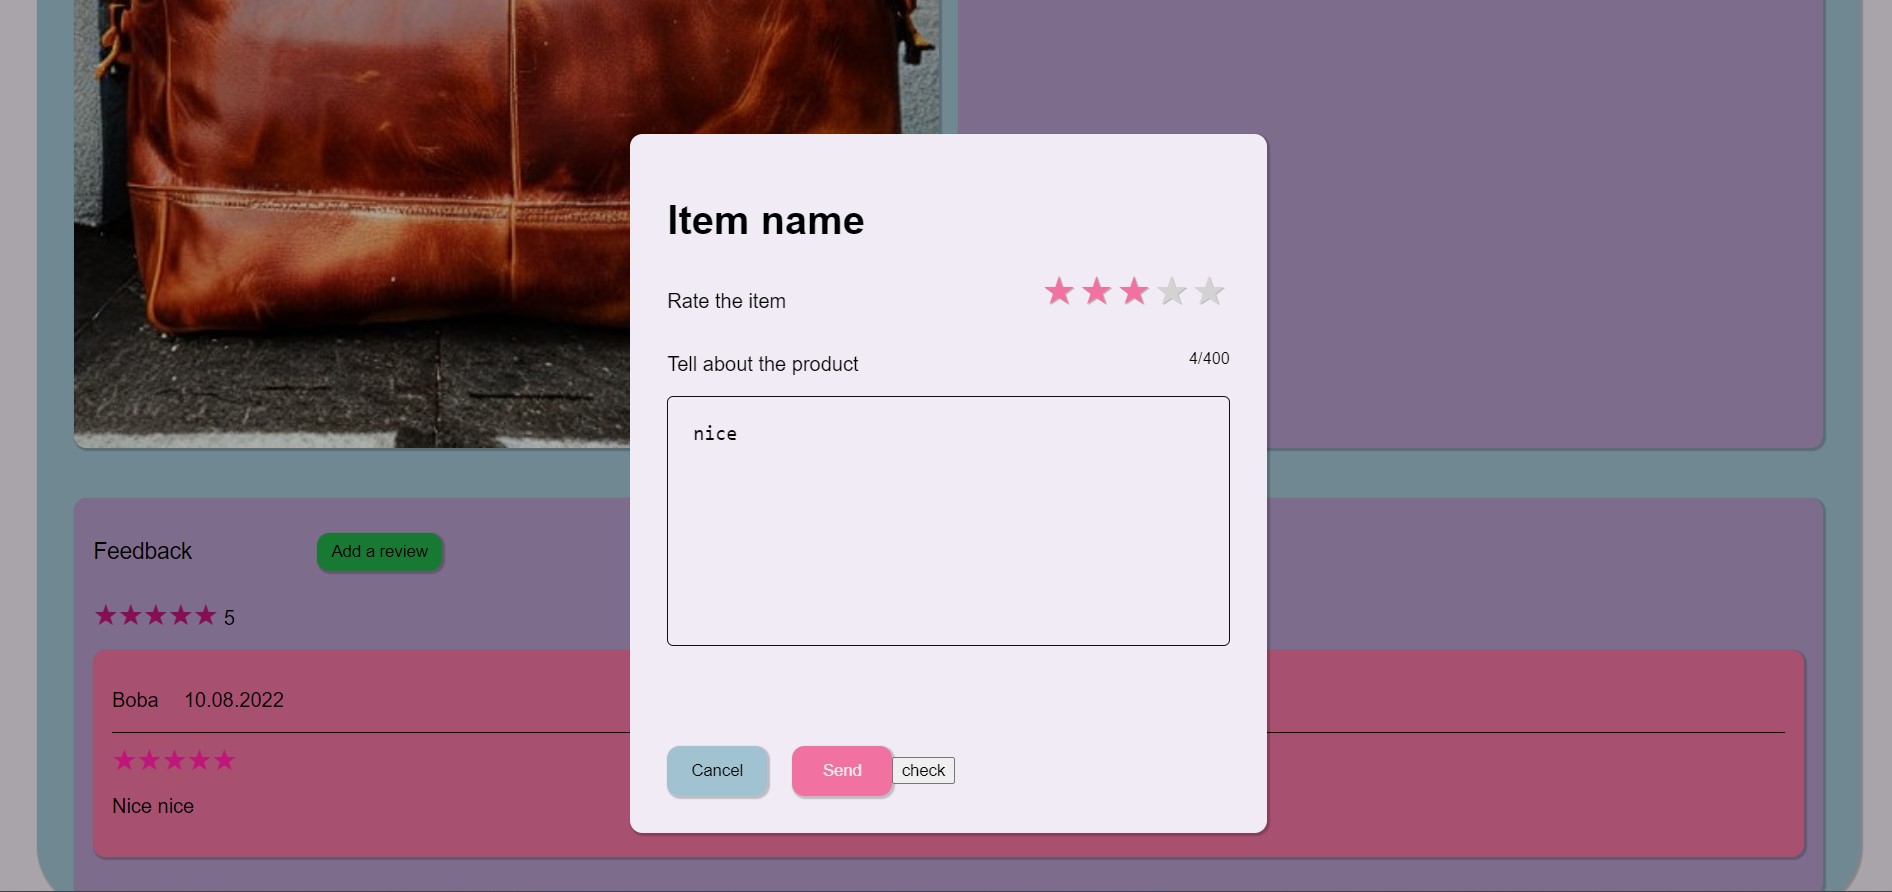 Item name
Rate the item
Tell about the product 4/400
nice
Cancel Send check
Feedback Add a review
5
Boba 10.08.2022
Nice nice